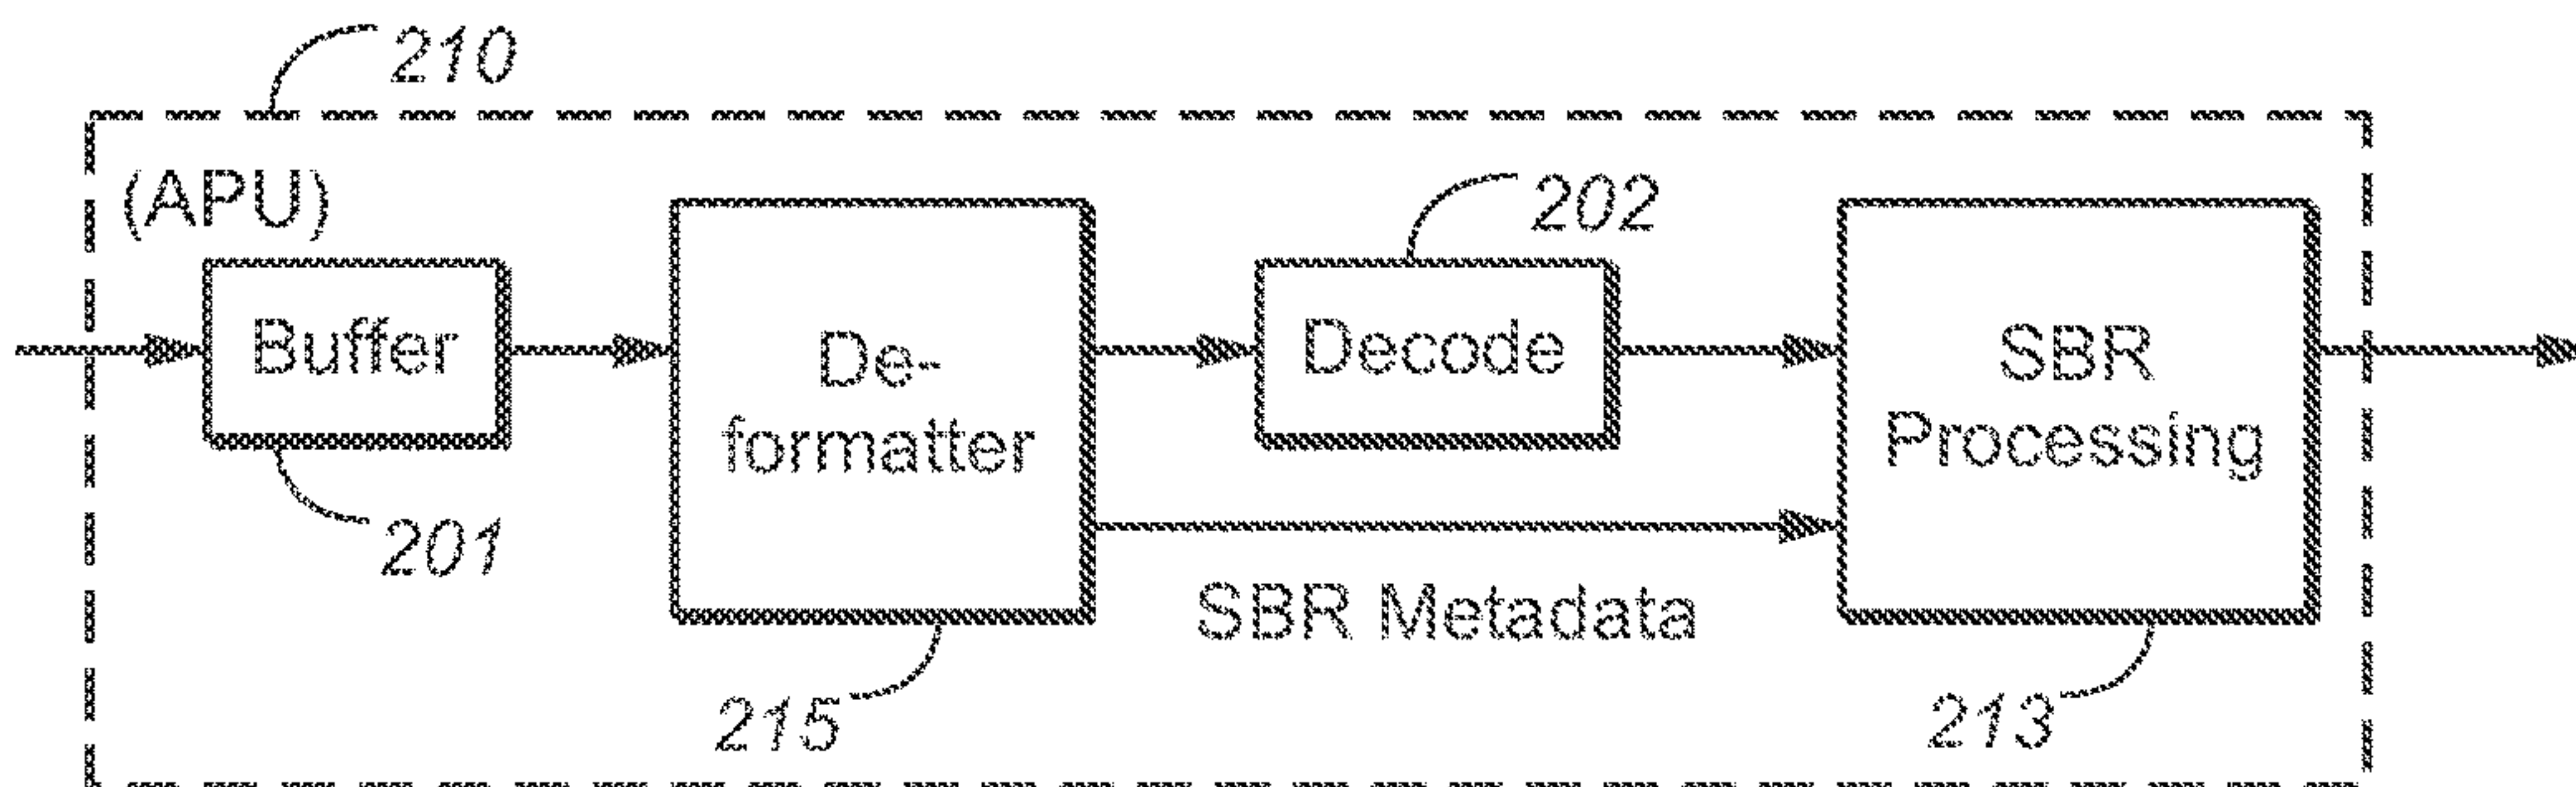 210
(APU)
202
Buffer
De-
formatter
Decode
SBR
Processing
201
SBR Metadata
215
213